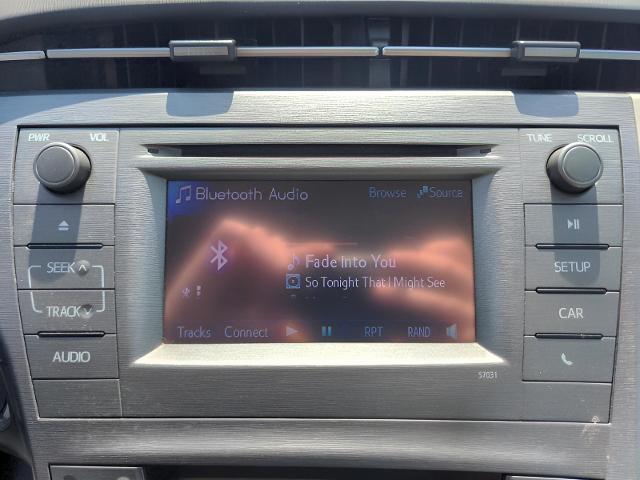 PWR VOL
TUNE SCROLL
Bluetooth Audio Browse Source
SEEK
TRACK
AUDIO
Fade Into You
So Tonight That I Might See
Tracks Connect RPT RAND
SETUP
CAR
57031